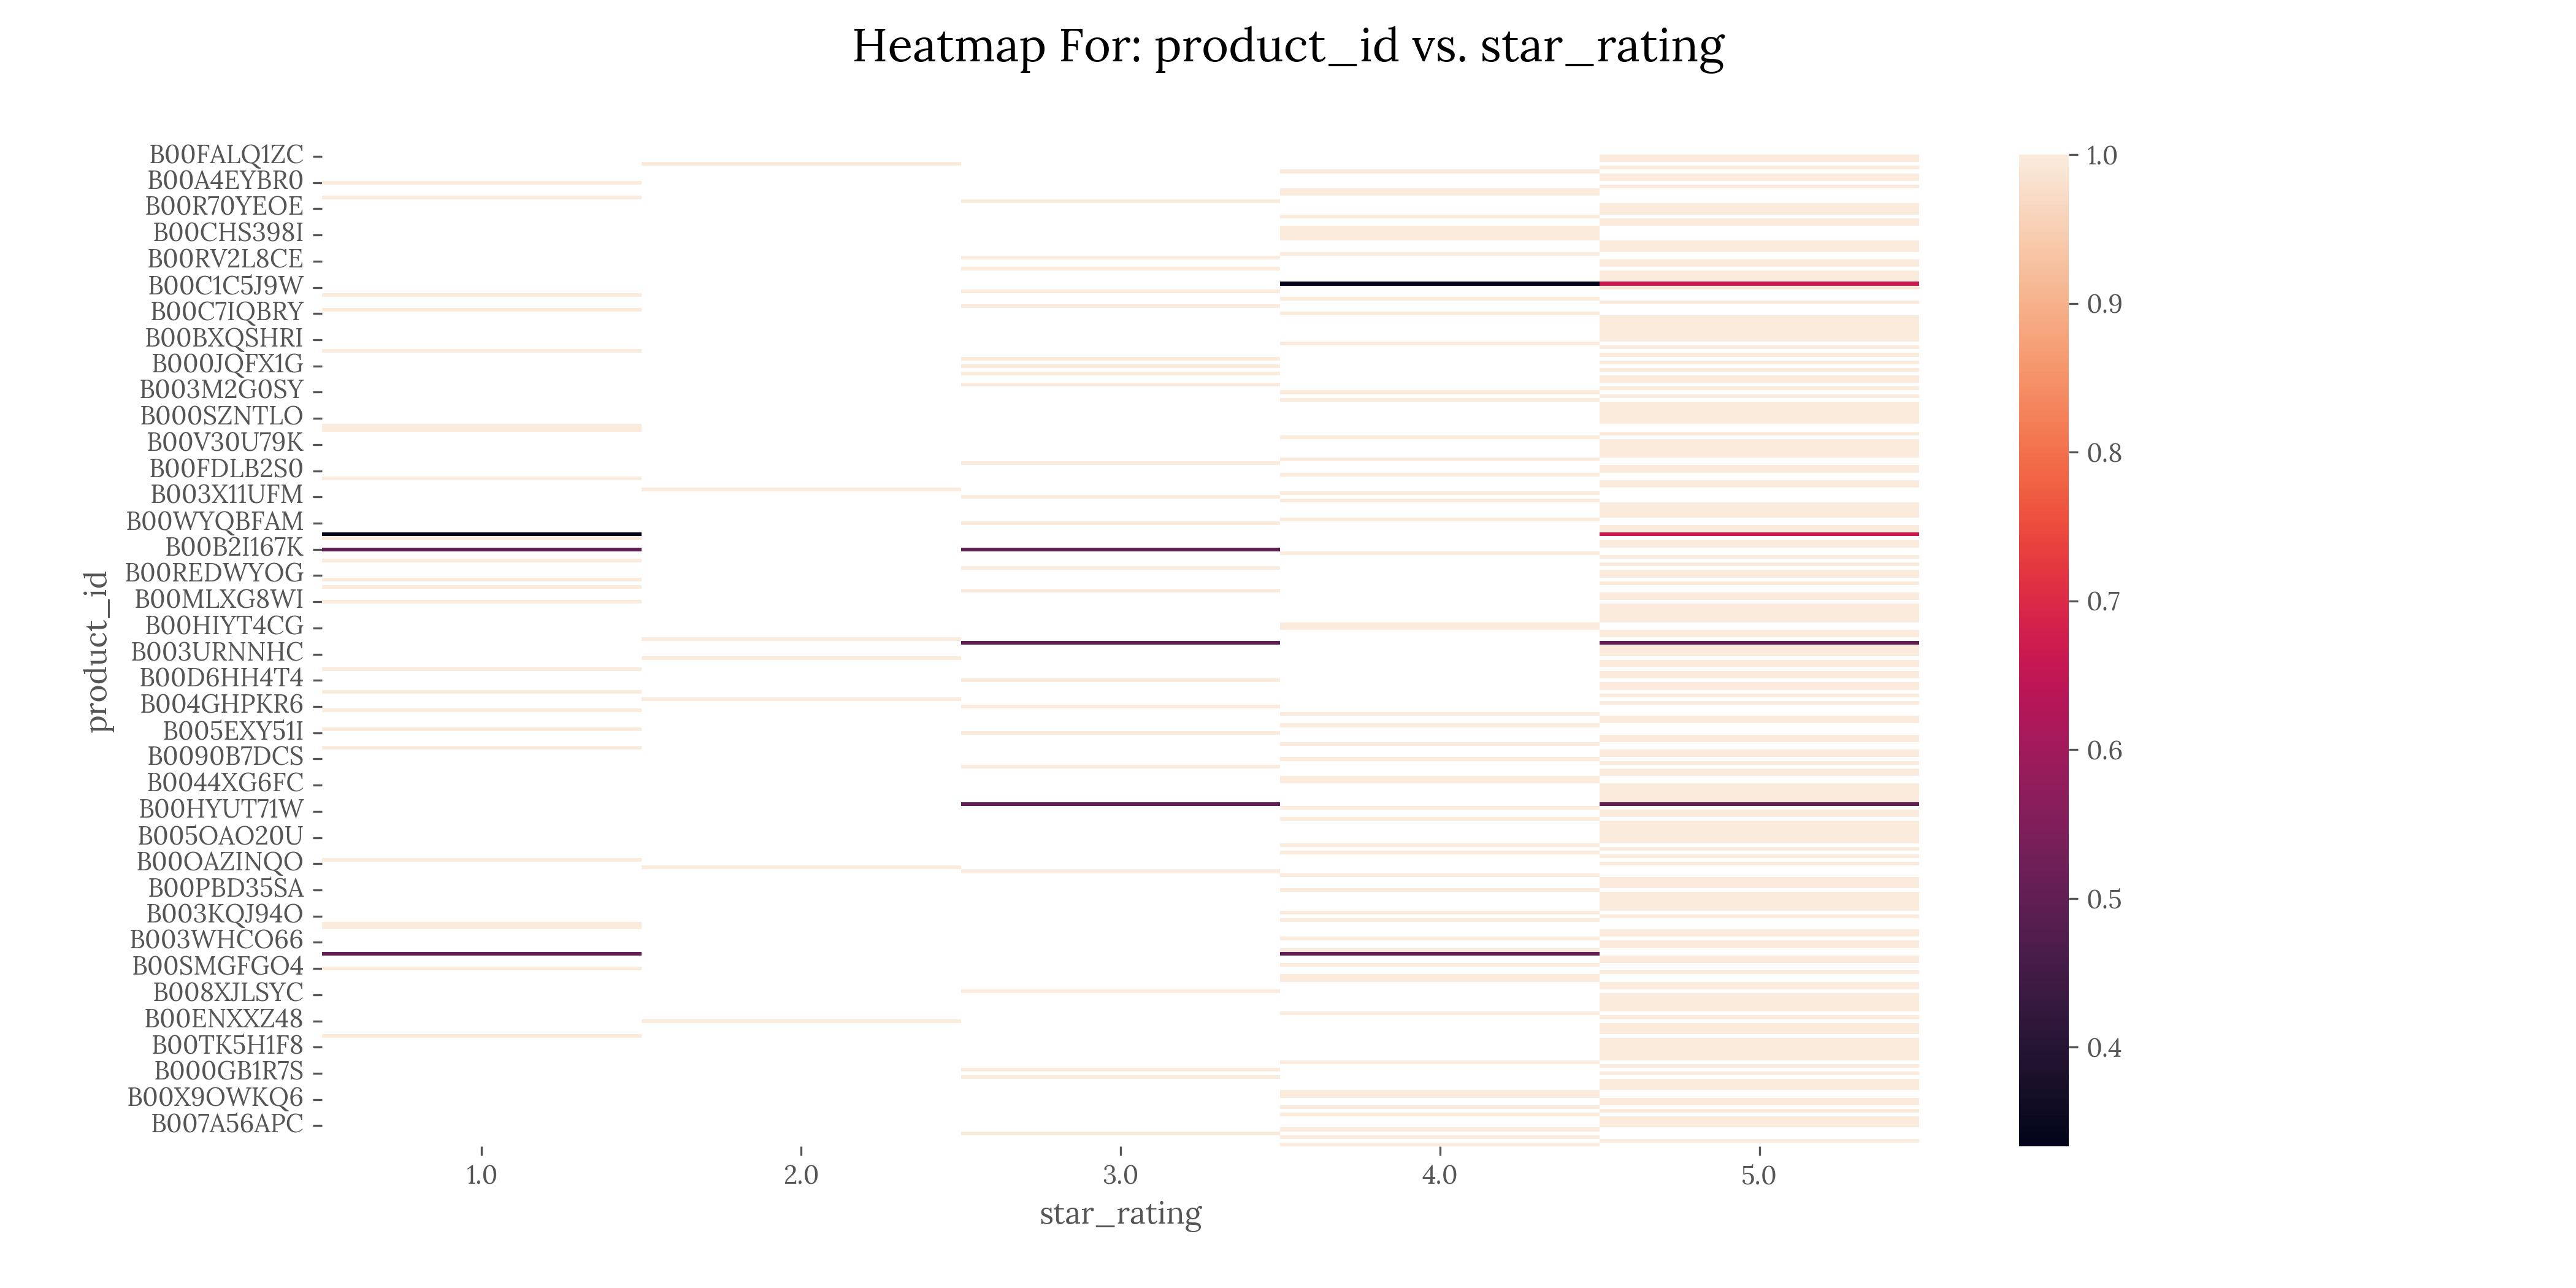 Heatmap For: product_id vs. star_rating
B00FALQ1ZC
B00A4EYBR0
B00R70YEOE
B00CHS398I
B00RV2L8CE
B00C1C5J9W
B00C7IQBRY
B00BXQSHRI
B000JQFX1G
B003M2G0SY
B000SZNTLO
B00V30U79K
B00FDLB2S0
B003X11UFM
B00WYQBFAM
B00B2I167K
B00REDWYOG
B00MLXG8WI
B00HIYT4CG
B003URNNHC
B00D6HH4T4
B004GHPKR6
B005EXY51I
B0090B7DCS
B0044XG6FC
B00HYUT71W
B005OAO20U
B00OAZINQO
B00PBD35SA
B003KQJ94O
B003WHCO66
B00SMGFGO4
B008XJLSYC
B00ENXXZ48
B00TK5H1F8
B000GB1R7S
B00X9OWKQ6
B007A56APC
product_id
1.0 2.0 3.0 4.0 5.0
star_rating
1.0
0.9
0.8
0.7
0.6
0.5
0.4